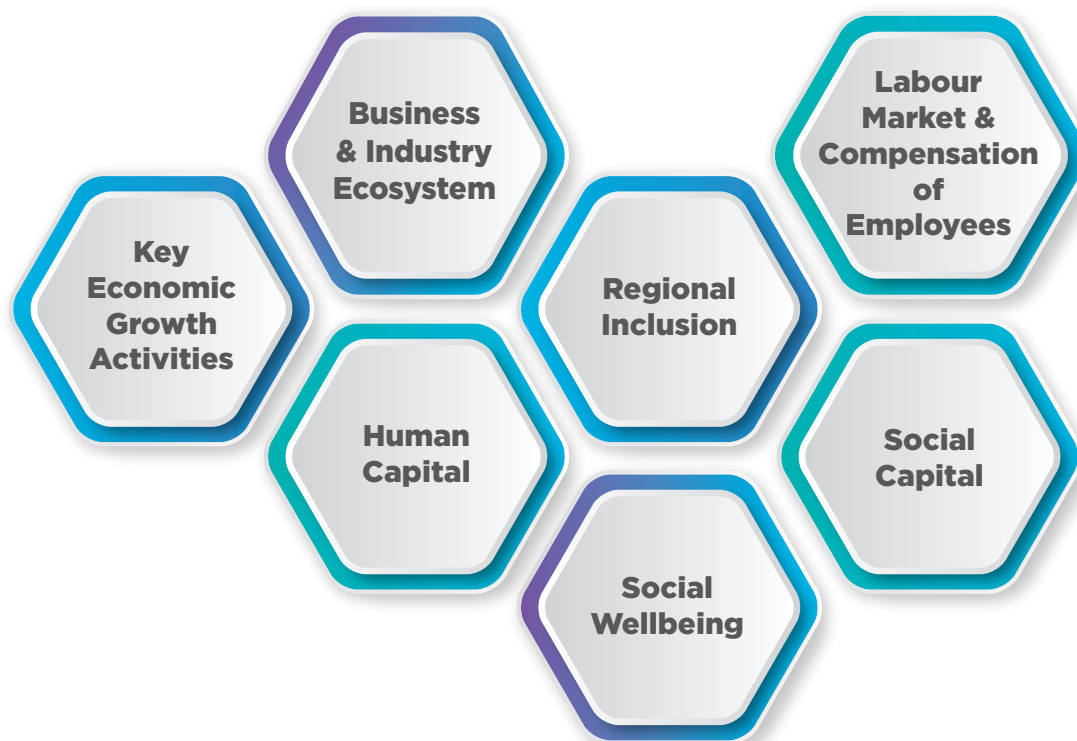 Business
& Industry
Ecosystem
Labour
Market &
Compensation
of
Employees
Key
Economic
Growth
Activities
Regional
Inclusion
Human
Capital
Social
Capital
Social
Wellbeing